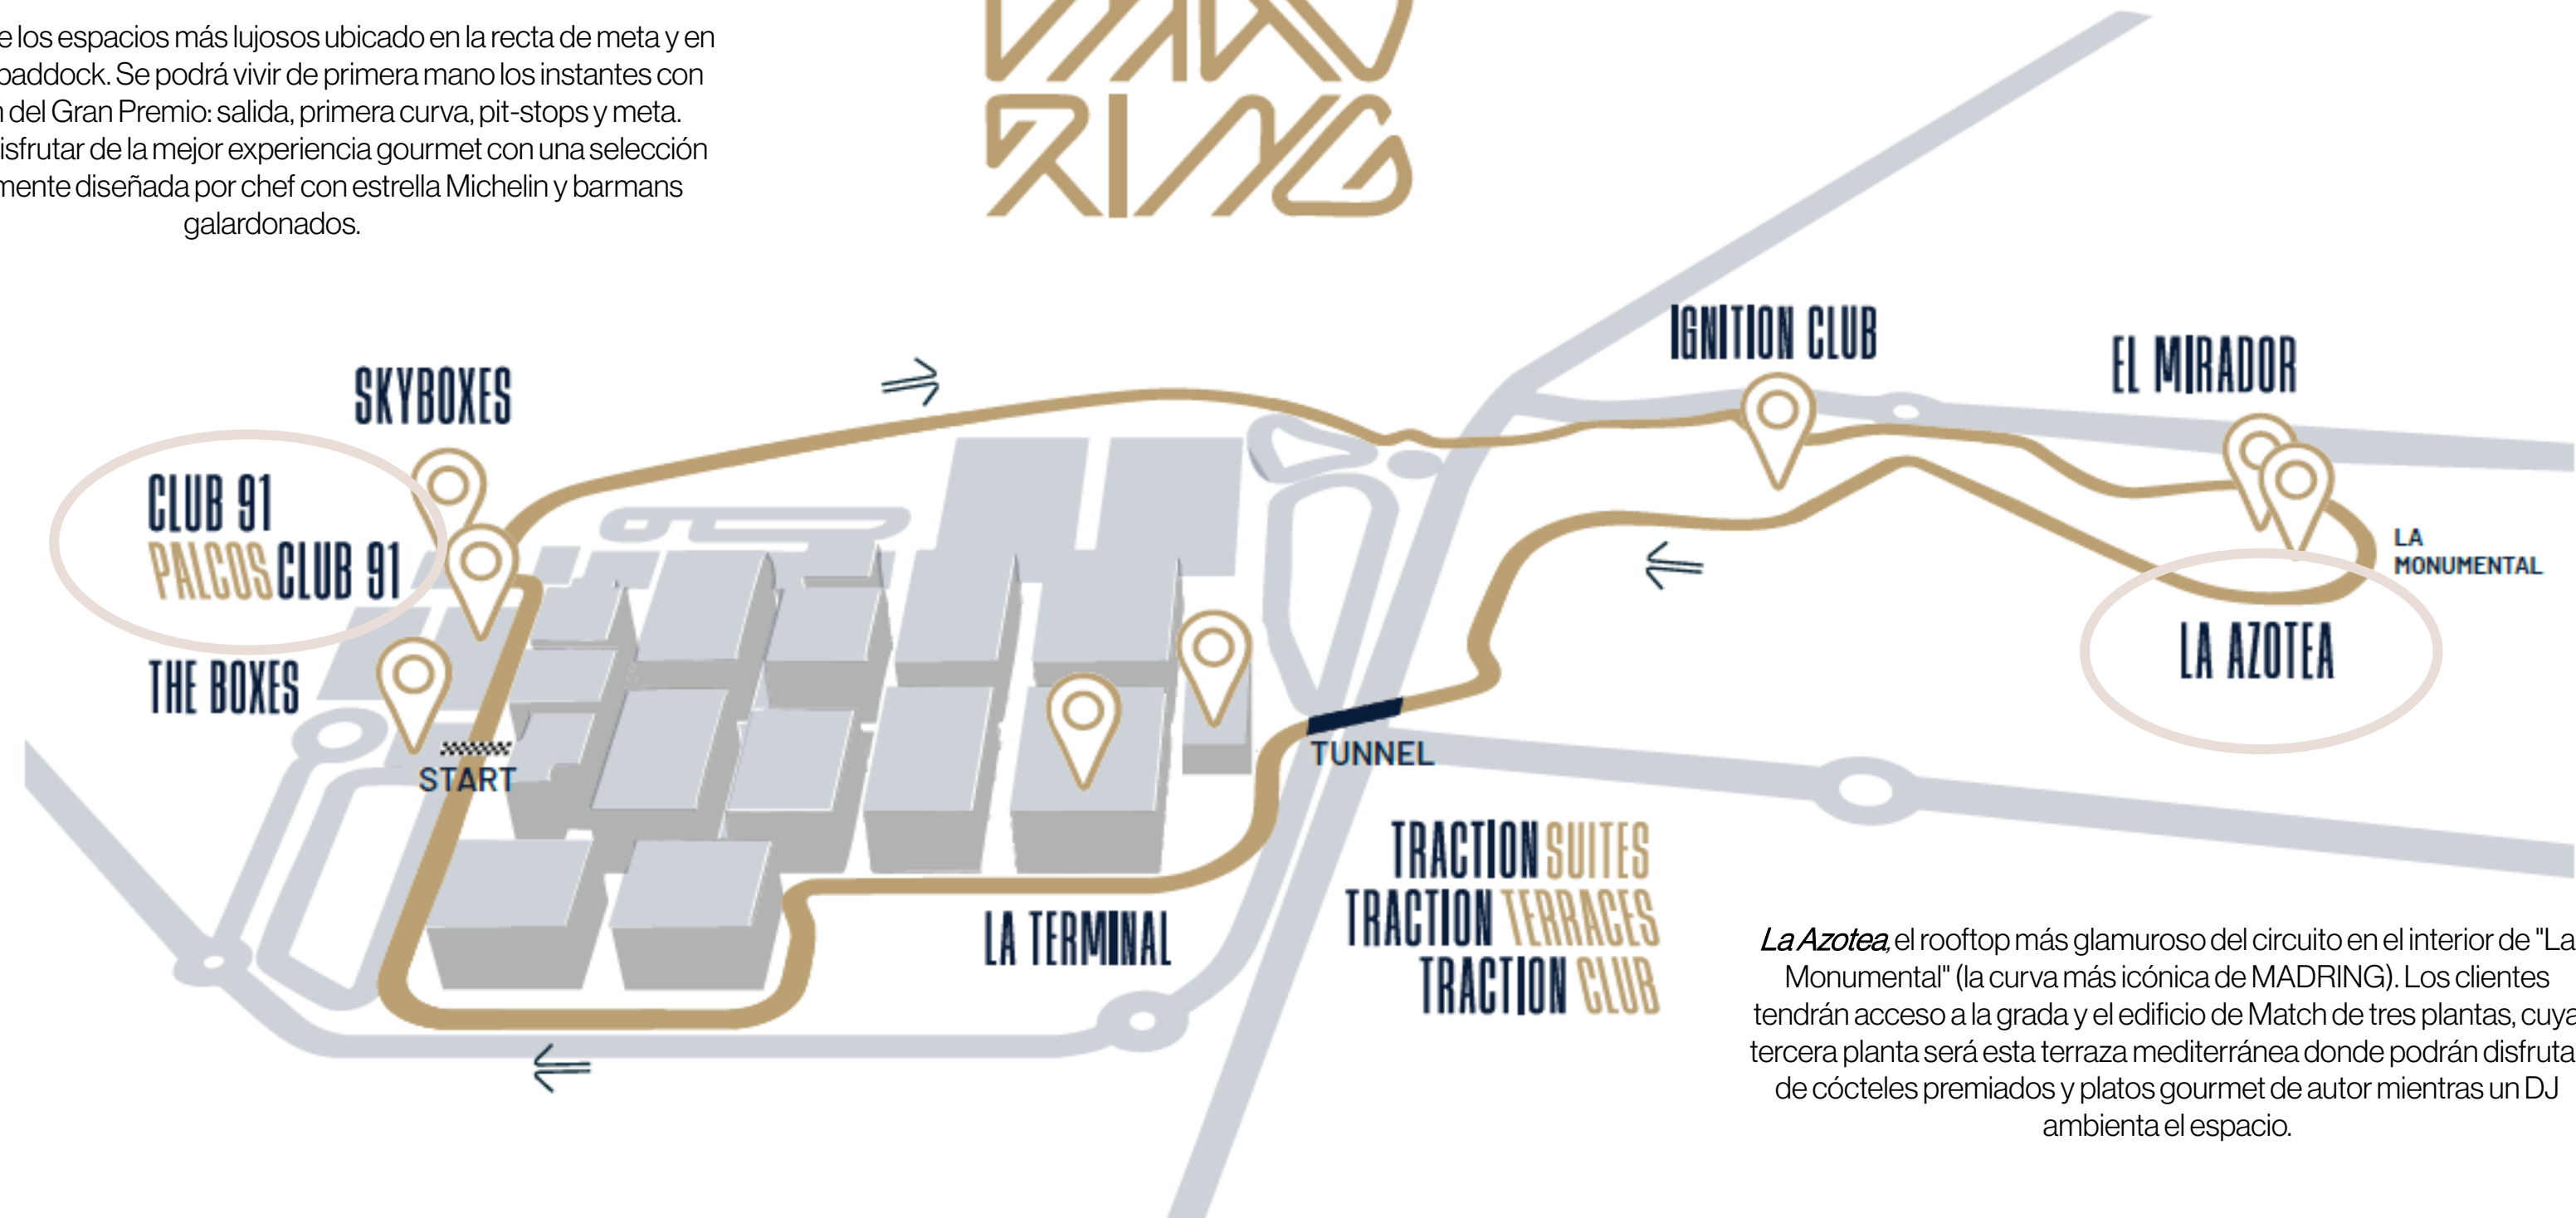 e los espacios más lujosos ubicado en la recta de meta y en
paddock. Se podrá vivir de primera mano los instantes con
del Gran Premio: salida, primera curva, pit-stops y meta.
isfrutar de la mejor experiencia gourmet con una selección
mente diseñada por chef con estrella Michelin y barmans
galardonados.
RING
IGNITION CLUB
EL MIRADOR
SKYBOXES
CLUB 91
PALCOS CLUB 91
LA
MONUMENTAL
LA AZOTEA
THE BOXES
START
TUNNEL
TRACTION SUITES
TRACTION TERRACES
TRACTION CLUB
LA TERMINAL
La Azotea, el rooftop más glamuroso del circuito en el interior de "La
Monumental" (la curva más icónica de MADRING). Los clientes
tendrán acceso a la grada y el edificio de Match de tres plantas, cuya
tercera planta será esta terraza mediterránea donde podrán disfruta
de cócteles premiados y platos gourmet de autor mientras un DJ
ambienta el espacio.